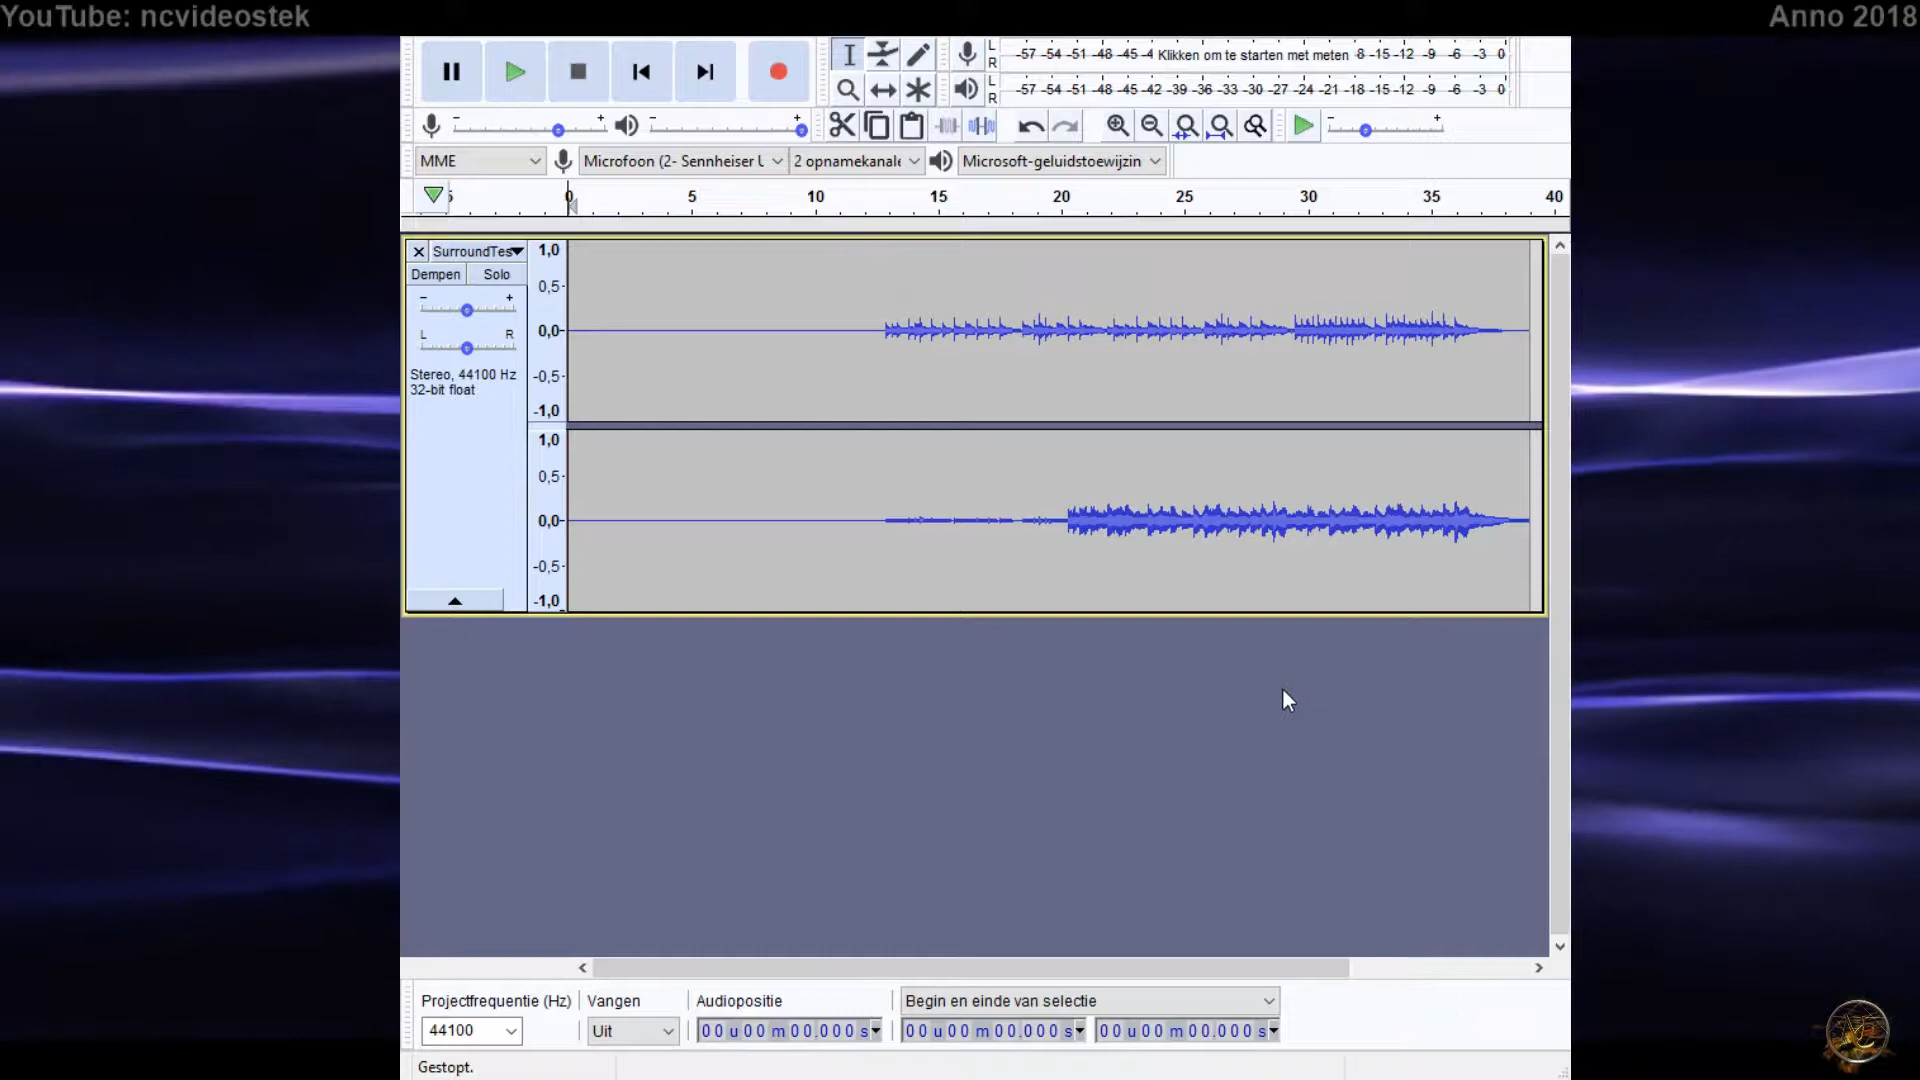 YouTube: ncvideostek
Anno 2018
L
R
-57 -54 -51 -48 -45 -4 Klikken om te starten met meten 8 -15 -12 -9 -6 -3 0
L
R
-57 -54 -51 -48 -45 -42 -39 -36 -33 -30 -27 -24 -21 -18 -15 -12 -9 -6 -3 0
- +
- +
- +
MME
Microfoon (2- Sennheiser U
2 opnamekanale
Microsoft-geluidstoewijzin
5 0 5 10 15 20 25 30 35 40
SurroundTes
Dempen Solo
- +
L R
Stereo, 44100 Hz
32-bit float
1,0
0,5-
0,0-
-0,5-
-1,0
1,0
0,5-
0,0-
-0,5-
-1,0
Projectfrequentie (Hz)
Vangen
Audiopositie
Begin en einde van selectie
44100
Uit
00 u 00 m 00.000 s
00 u 00 m 00.000 s
00 u 00 m 00.000 s
Gestopt.